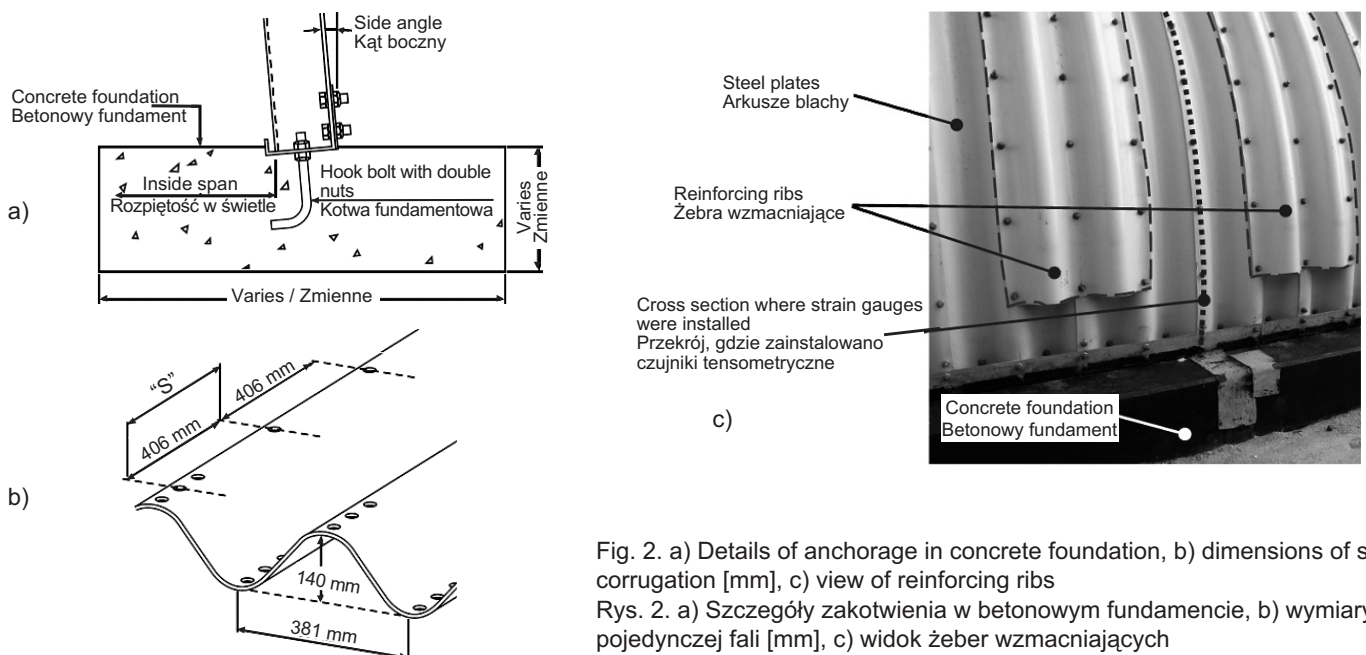 Side angle
Kąt boczny
Concrete foundation
Betonowy fundament
Inside span
Rozpiętość w świetle
Hook bolt with double
nuts
Kotwa fundamentowa
Varies
Zmienne
a)
Varies / Zmienne
"S"
406 mm
406 mm
b)
140 mm
381 mm
Steel plates
Arkusze blachy
Reinforcing ribs
Żebra wzmacniające
Cross section where strain gauges
were installed
Przekrój, gdzie zainstalowano
czujniki tensometryczne
c)
Concrete foundation
Betonowy fundament
Fig. 2. a) Details of anchorage in concrete foundation, b) dimensions of
corrugation [mm], c) view of reinforcing ribs
Rys. 2. a) Szczegóły zakotwienia w betonowym fundamencie, b) wymiary
pojedynczej fali [mm], c) widok żeber wzmacniających